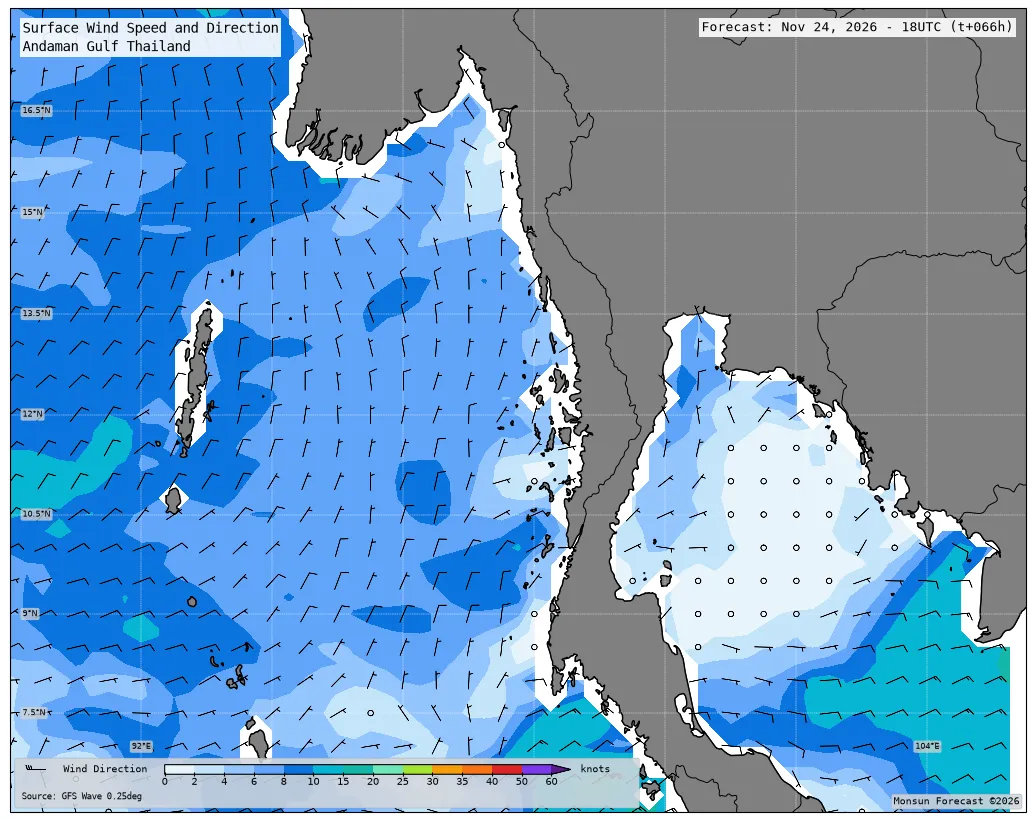 Surface Wind Speed and Direction
Andaman Gulf Thailand
Forecast: Nov 24, 2026 - 18UTC (t+066h)
16.5°N
15°N
13.5°N
12°N
10.5°N
9°N
7.5°N
92°E
104°E
Wind Direction
knots
0 2 4 6 8 10 15 20 25 30 35 40 50 60
Source: GFS Wave 0.25deg
Monsun Forecast ©2026